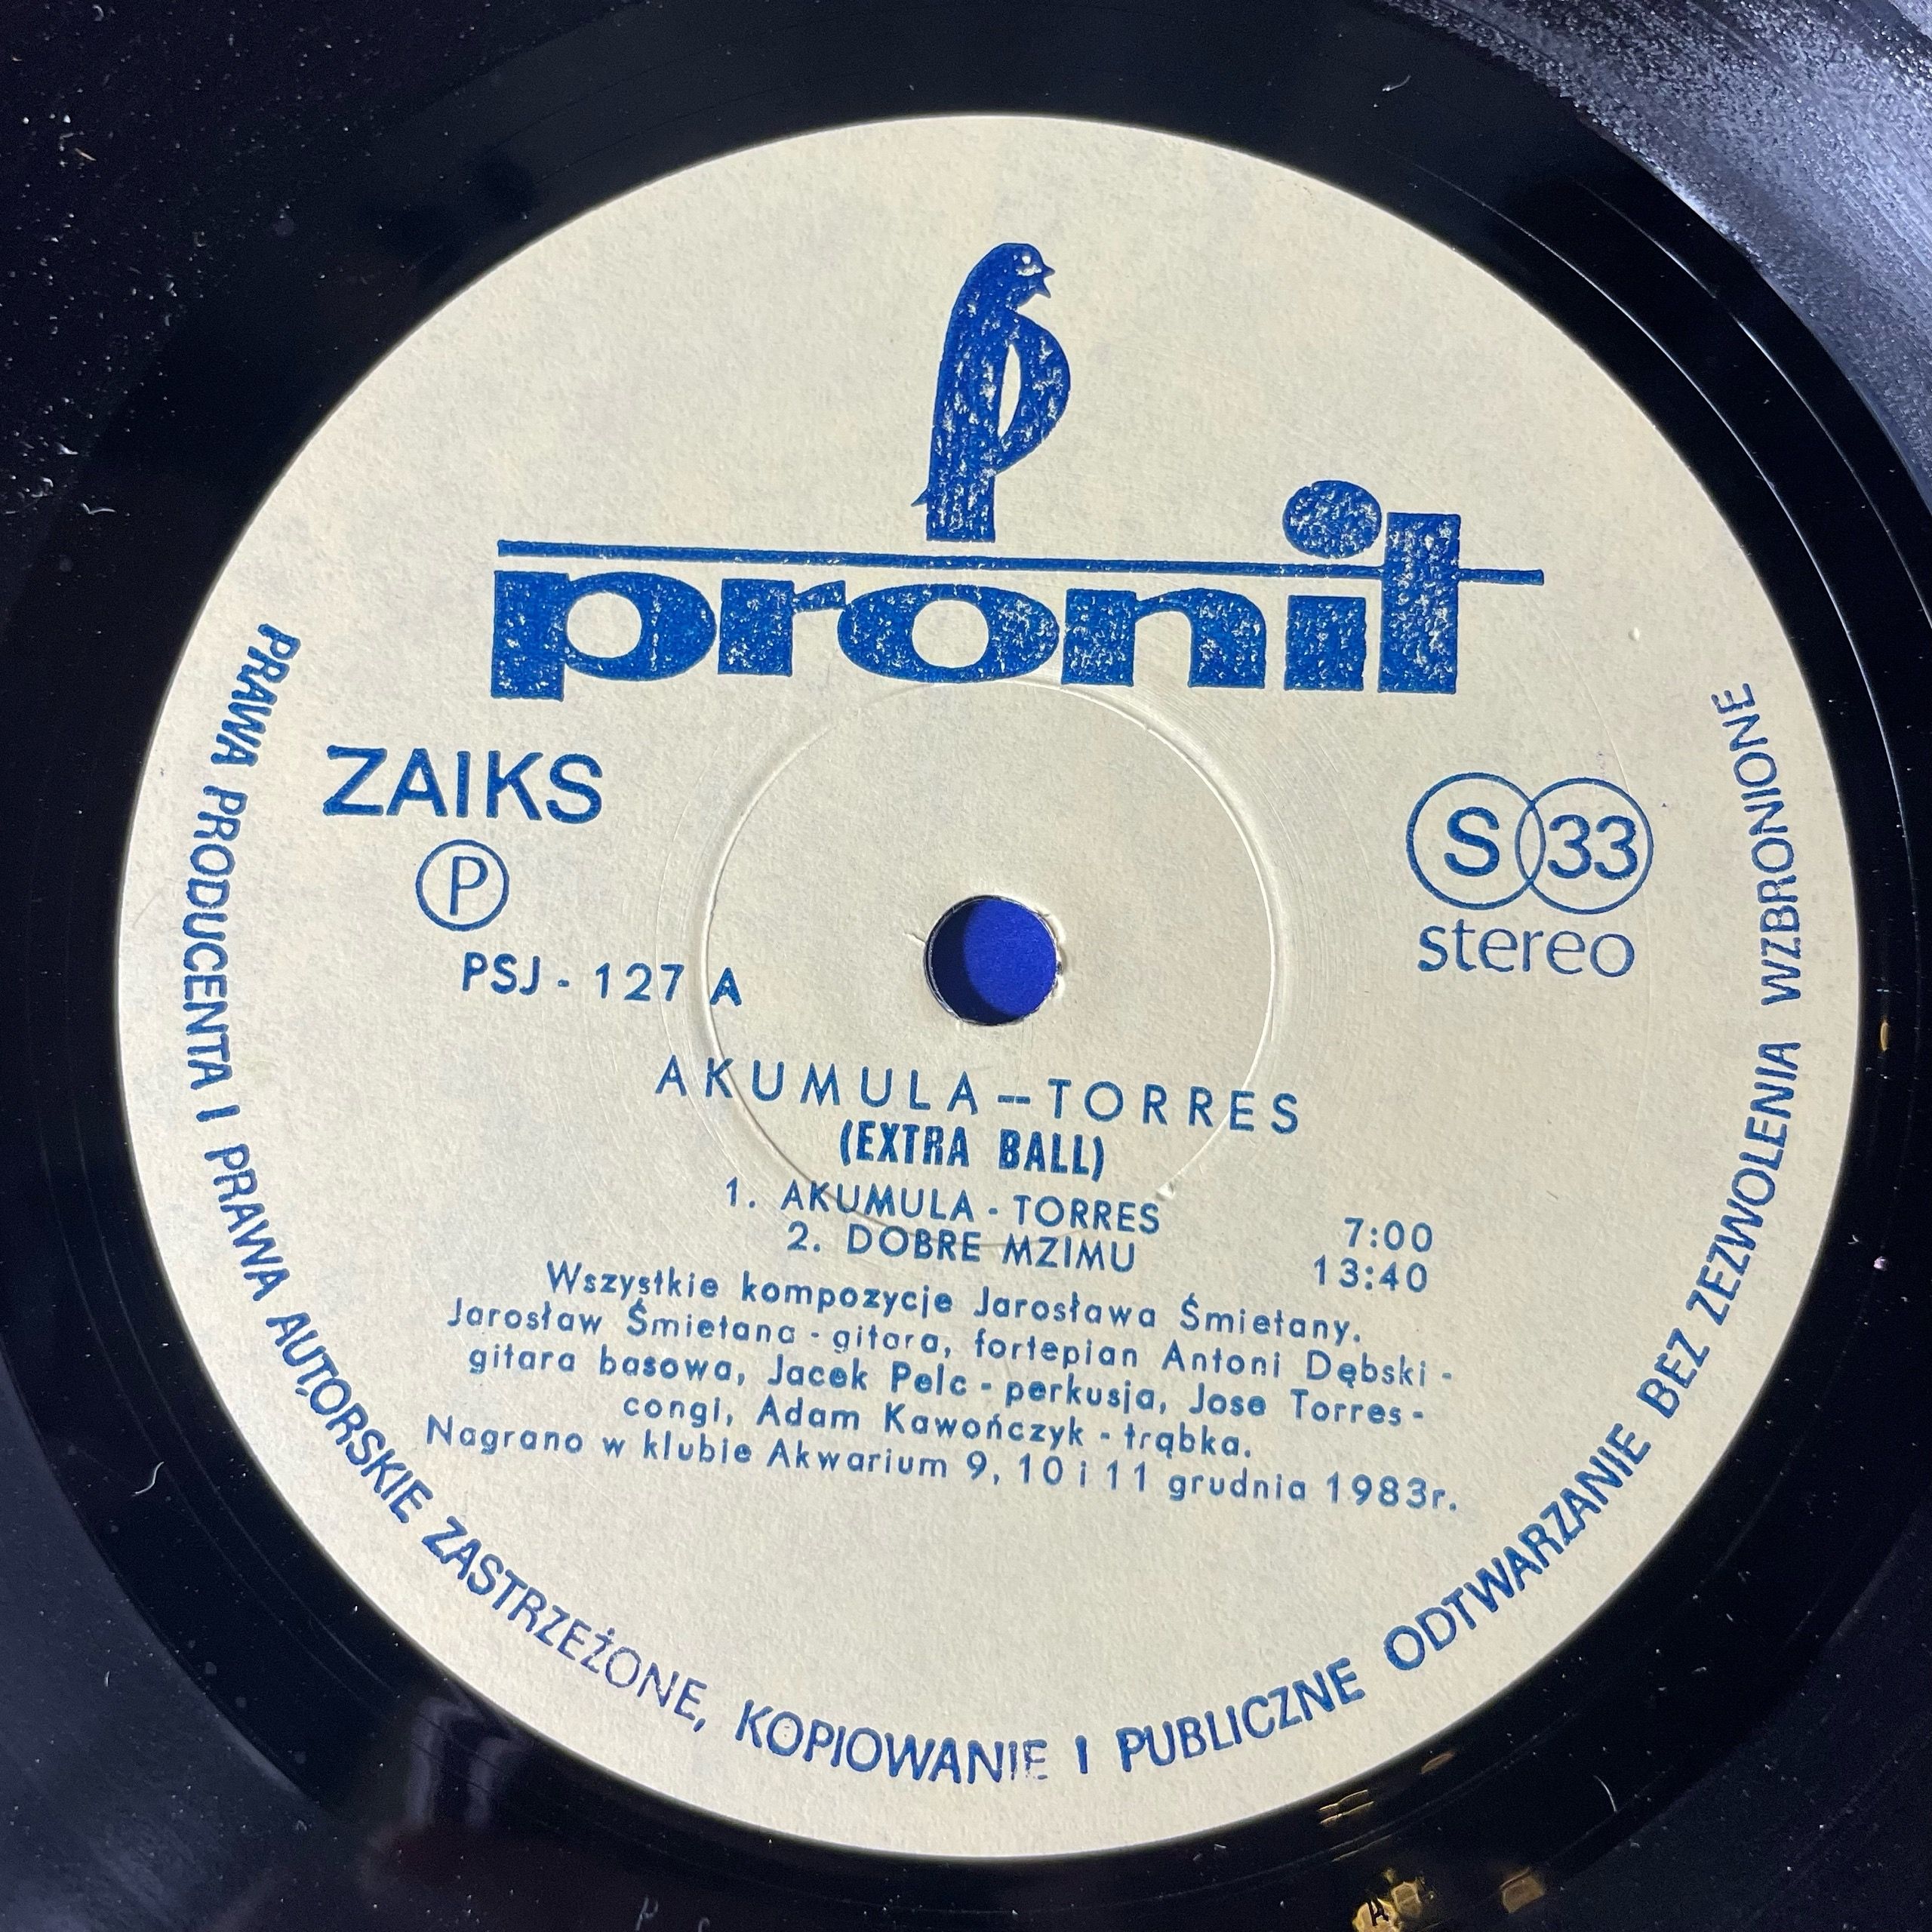 pronit
ZAIKS
P
S 33
stereo
PSJ - 127 A
AKUMULA–TORRES
(EXTRA BALL)
1. AKUMULA - TORRES 7:00
2. DOBRE MZIMU 13:40
Wszystkie kompozycje Jarosława Śmietany.
Jarosław Śmietana - gitara, fortepian Antoni Dębski -
gitara basowa, Jacek Pelc - perkusja, Jose Torres -
congi, Adam Kawończyk - trąbka.
Nagrano w klubie Akwarium 9, 10 i 11 grudnia 1983r.
PRAWA PRODUCENTA I PRAWA AUTORSKIE ZASTRZEŻONE, KOPIOWANIE I PUBLICZNE ODTWARZANIE BEZ ZEZWOLENIA WZBRONIONE